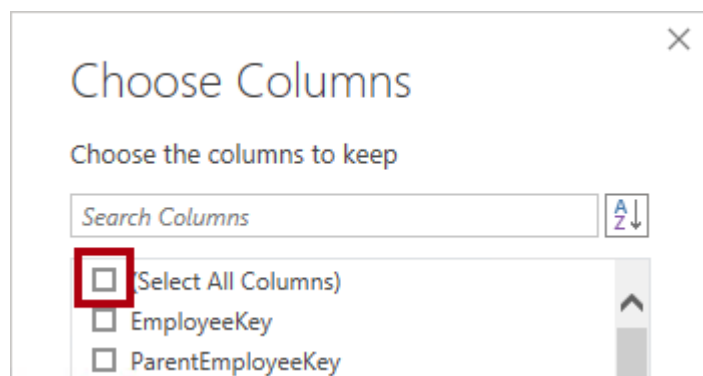 Choose Columns
Choose the columns to keep
Search Columns
A
Z
(Select All Columns)
EmployeeKey
ParentEmployeeKey